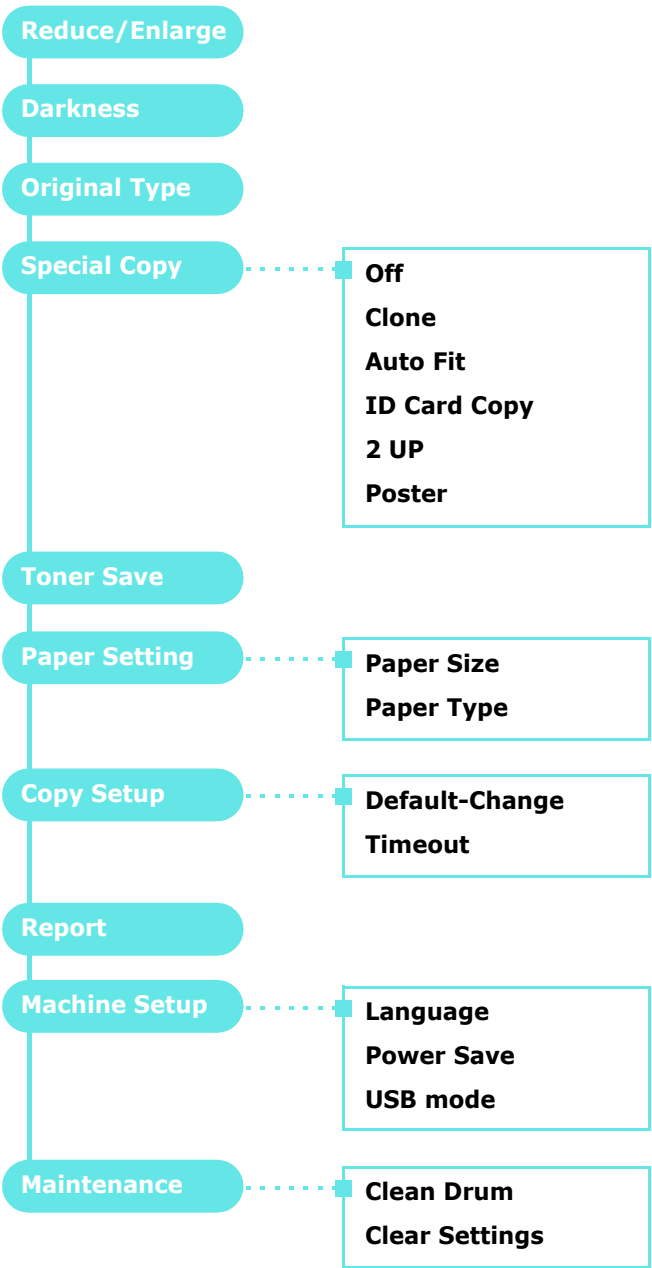 Reduce/Enlarge
Darkness
Original Type
Special Copy
Off
Clone
Auto Fit
ID Card Copy
2 UP
Poster
Toner Save
Paper Setting
Paper Size
Paper Type
Copy Setup
Default-Change
Timeout
Report
Machine Setup
Language
Power Save
USB mode
Maintenance
Clean Drum
Clear Settings